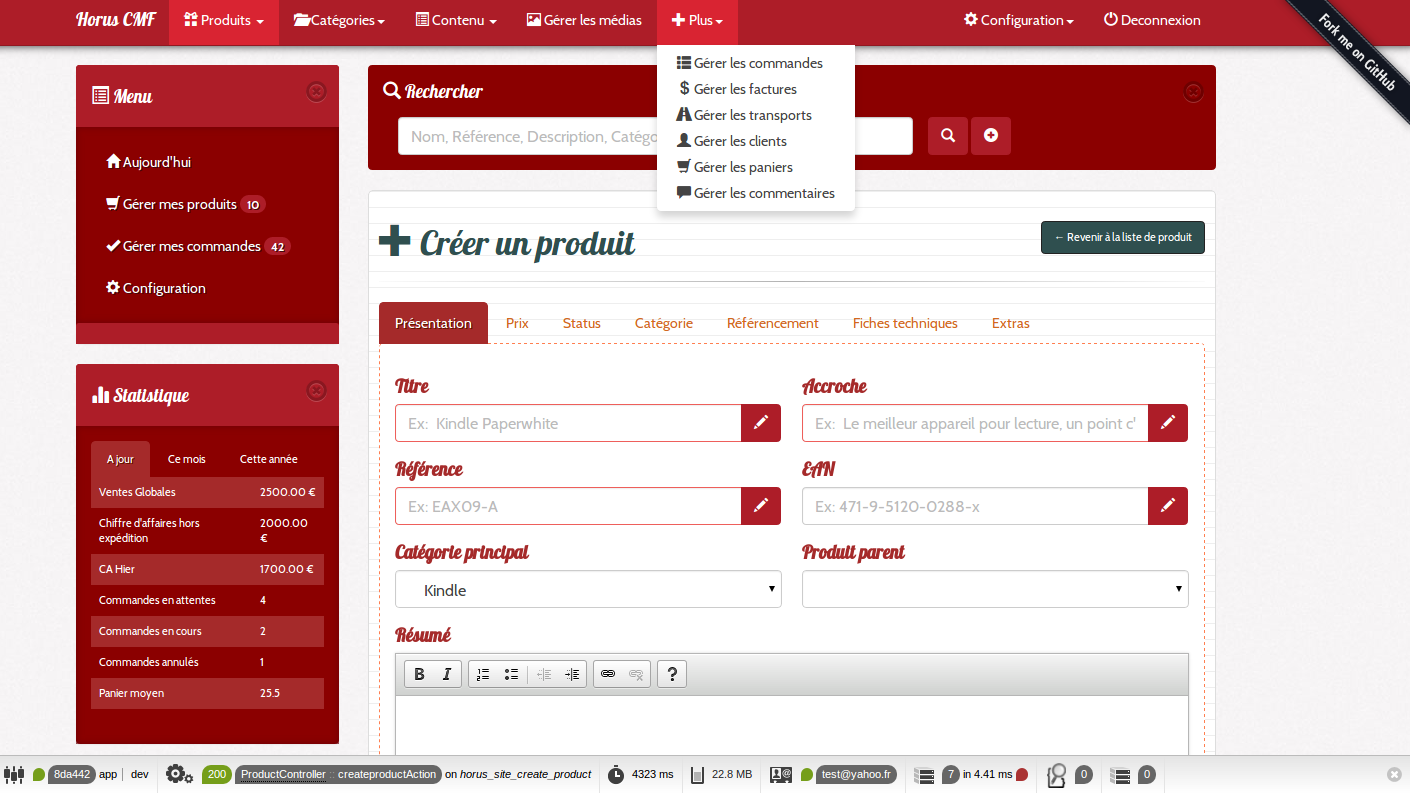 Horus CMF Produits Catégories Contenu Gérer les médias Plus Configuration Deconnexion
Fork me on GitHub
Gérer les commandes
Gérer les factures
Gérer les transports
Gérer les clients
Gérer les paniers
Gérer les commentaires
Menu
Aujourd'hui
Gérer mes produits 10
Gérer mes commandes 42
Configuration
Statistique
A jour Ce mois Cette année
Ventes Globales 2500.00 €
Chiffre d'affaires hors expédition 2000.00 €
CA Hier 1700.00 €
Commandes en attentes 4
Commandes en cours 2
Commandes annulés 1
Panier moyen 25.5
Rechercher
Nom, Référence, Description, Catégo
Créer un produit
← Revenir à la liste de produit
Présentation Prix Status Catégorie Référencement Fiches techniques Extras
Titre Accroche
Ex: Kindle Paperwhite Ex: Le meilleur appareil pour lecture, un point c'
Référence EAN
Ex: EAX09-A Ex: 471-9-5120-0288-x
Catégorie principal Produit parent
Kindle
Résumé
B I ?
8da442 app dev 200 ProductController :: createproductAction on horus_site_create_product 4323 ms 22.8 MB test@yahoo.fr 7 in 4.41 ms 0 0